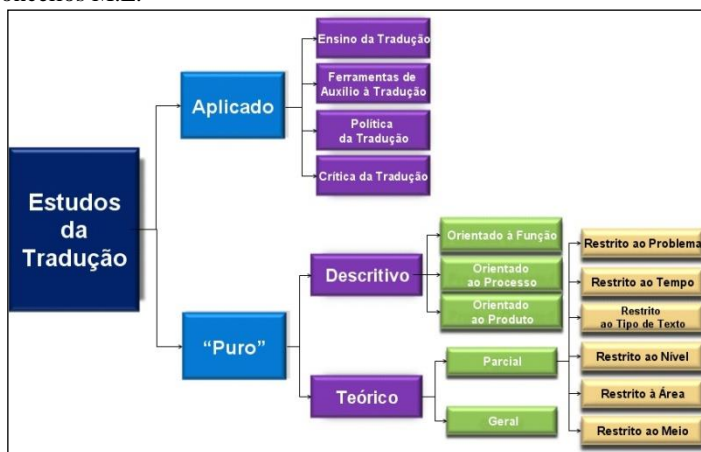 Estudos
da
Tradução
Aplicado
Ensino da Tradução
Ferramentas de
Auxílio à Tradução
Política
da Tradução
Crítica da Tradução
“Puro”
Descritivo
Orientado à Função
Orientado
ao Processo
Orientado
ao Produto
Teórico
Parcial
Restrito ao Problema
Restrito ao Tempo
Restrito
ao Tipo de Texto
Restrito ao Nível
Restrito à Área
Restrito ao Meio
Geral